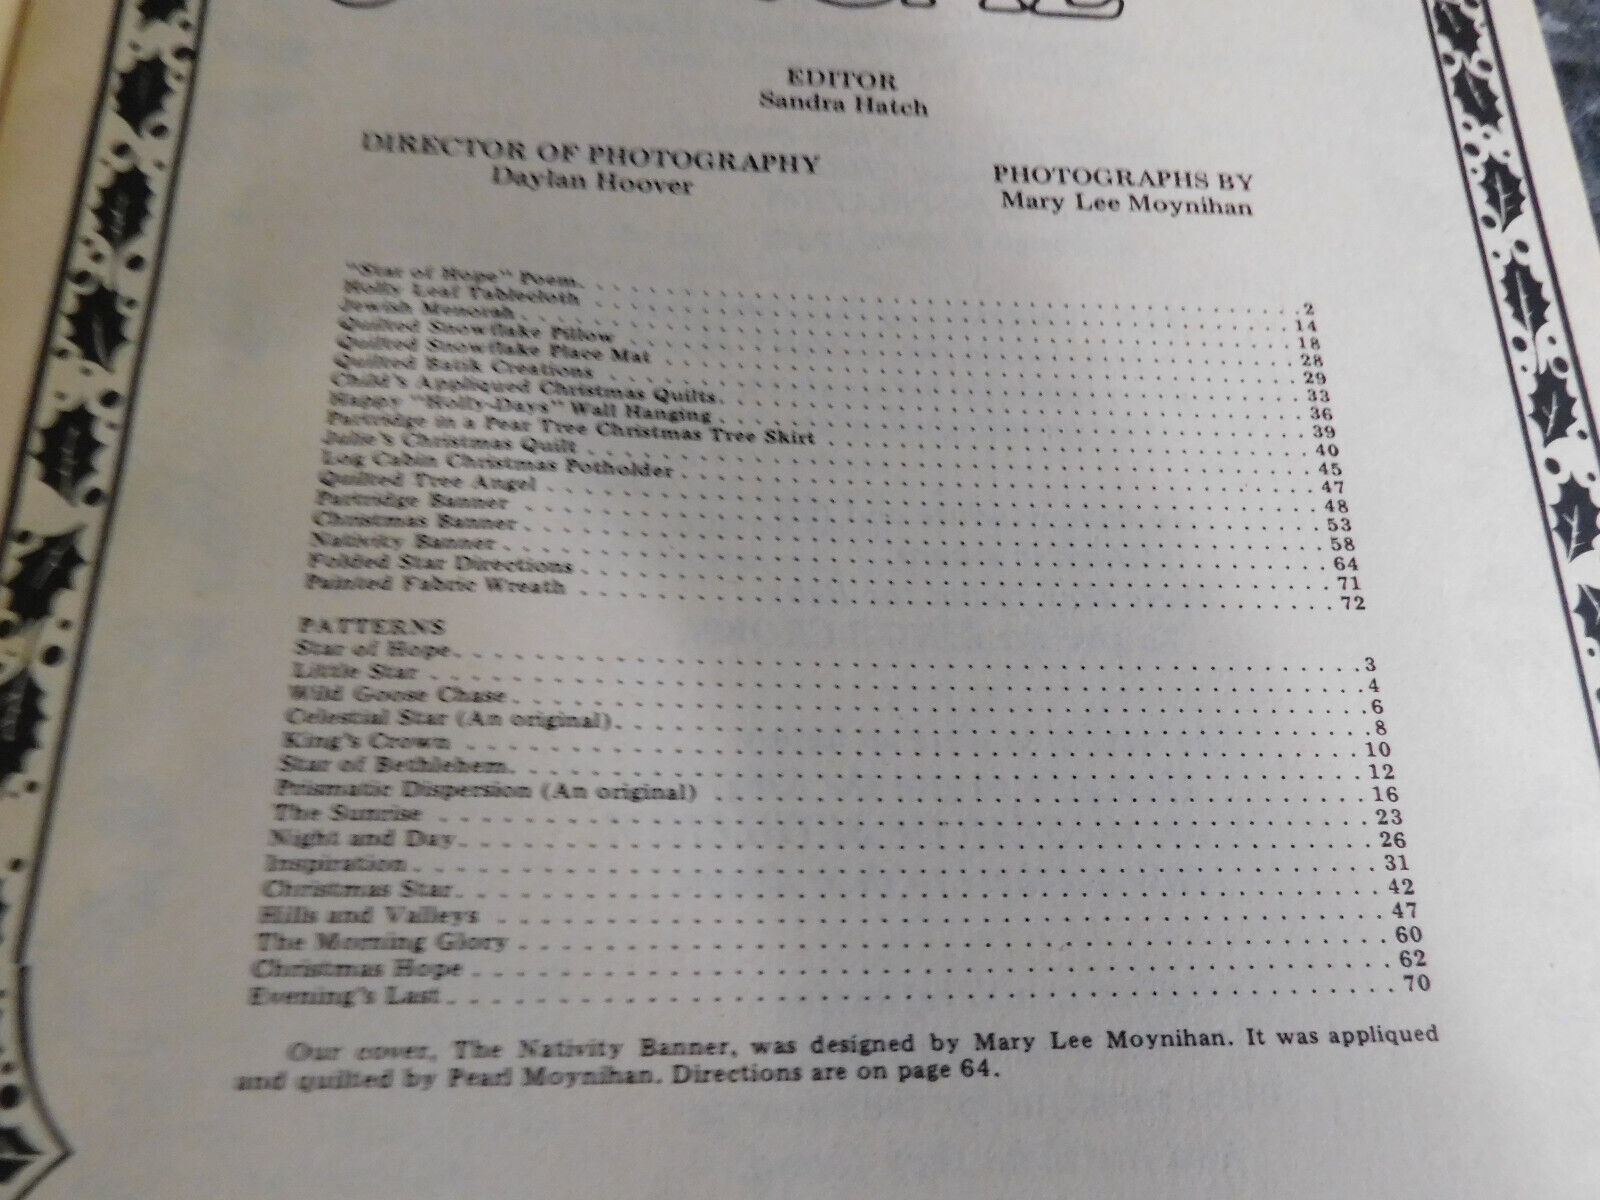 EDITOR
Sandra Hatch
DIRECTOR OF PHOTOGRAPHY
Daylan Hoover
PHOTOGRAPHS BY
Mary Lee Moynihan
"Star of Hope" Poem. . . . . . . . . . 2
Holly Leaf Tablecloth . . . . . . . . . . 14
Jewish Menorah. . . . . . . . . . 18
Quilted Snowflake Pillow . . . . . . . . . . 28
Quilted Snowflake Place Mat . . . . . . . . . . 29
Quilted Batik Creations . . . . . . . . . . 33
Child's Appliqued Christmas Quilts. . . . . . . . . . 36
Happy "Holly-Days" Wall Hanging . . . . . . . . . . 39
Partridge in a Pear Tree Christmas Tree Skirt . . . . . . . . . . 40
Julie's Christmas Quilt . . . . . . . . . . 45
Log Cabin Christmas Potholder . . . . . . . . . . 47
Quilted Tree Angel . . . . . . . . . . 48
Partridge Banner . . . . . . . . . . 53
Christmas Banner. . . . . . . . . . 58
Nativity Banner . . . . . . . . . . 64
Folded Star Directions . . . . . . . . . . 71
Painted Fabric Wreath . . . . . . . . . . 72
PATTERNS
Star of Hope. . . . . . . . . . 3
Little Star . . . . . . . . . . 4
Wild Goose Chase. . . . . . . . . . 6
Celestial Star (An original). . . . . . . . . . 8
King's Crown . . . . . . . . . . 10
Star of Bethlehem. . . . . . . . . . 12
Prismatic Dispersion (An original) . . . . . . . . . . 16
The Sunrise . . . . . . . . . . 23
Night and Day. . . . . . . . . . 26
Inspiration. . . . . . . . . . 31
Christmas Star. . . . . . . . . . 42
Hills and Valleys . . . . . . . . . . 47
The Morning Glory . . . . . . . . . . 60
Christmas Hope . . . . . . . . . . 62
Evening's Last. . . . . . . . . . 70
Our cover, The Nativity Banner, was designed by Mary Lee Moynihan. It was appliqued
and quilted by Pearl Moynihan. Directions are on page 64.